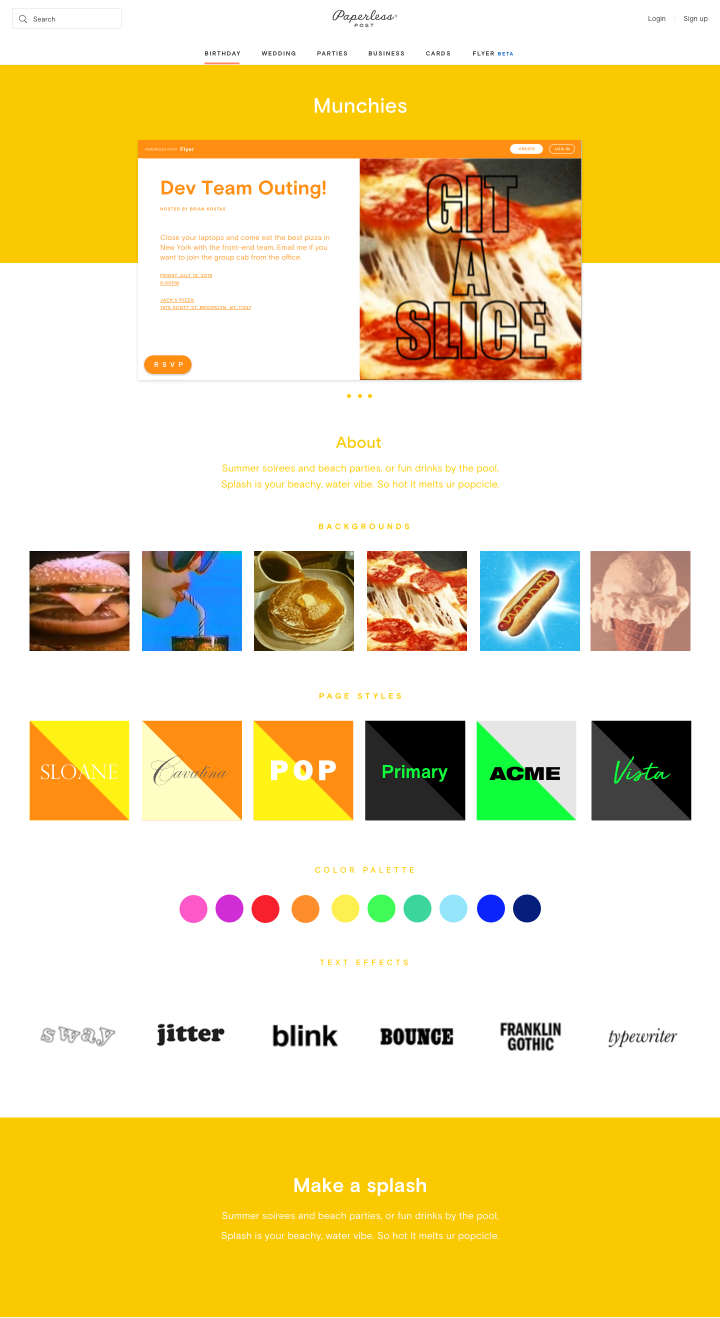 Search
Paperless
POST
Login
Sign up
BIRTHDAY
WEDDING
PARTIES
BUSINESS
CARDS
FLYER BETA
Munchies
PAPERLESS POST Flyer
CREATE
LOG IN
Dev Team Outing!
HOSTED BY BRIAN KOSTAS
Close your laptops and come eat the best pizza in
New York with the front-end team. Email me if you
want to join the group cab from the office.
FRIDAY JULY
JACK'S PIZZA
SCOTT ST, BROOKLYN, NY,
RSVP
GIT
A
SLICE
About
Summer soirees and beach parties, or fun drinks by the pool,
Splash is your beachy, water vibe. So hot it melts ur popcicle.
BACKGROUNDS
PAGE STYLES
SLOANE
Cavatina
POP
Primary
ACME
Vista
COLOR PALETTE
TEXT EFFECTS
sway
jitter
blink
BOUNCE
FRANKLIN
GOTHIC
typewriter
Make a splash
Summer soirees and beach parties, or fun drinks by the pool,
Splash is your beachy, water vibe. So hot it melts ur popcicle.